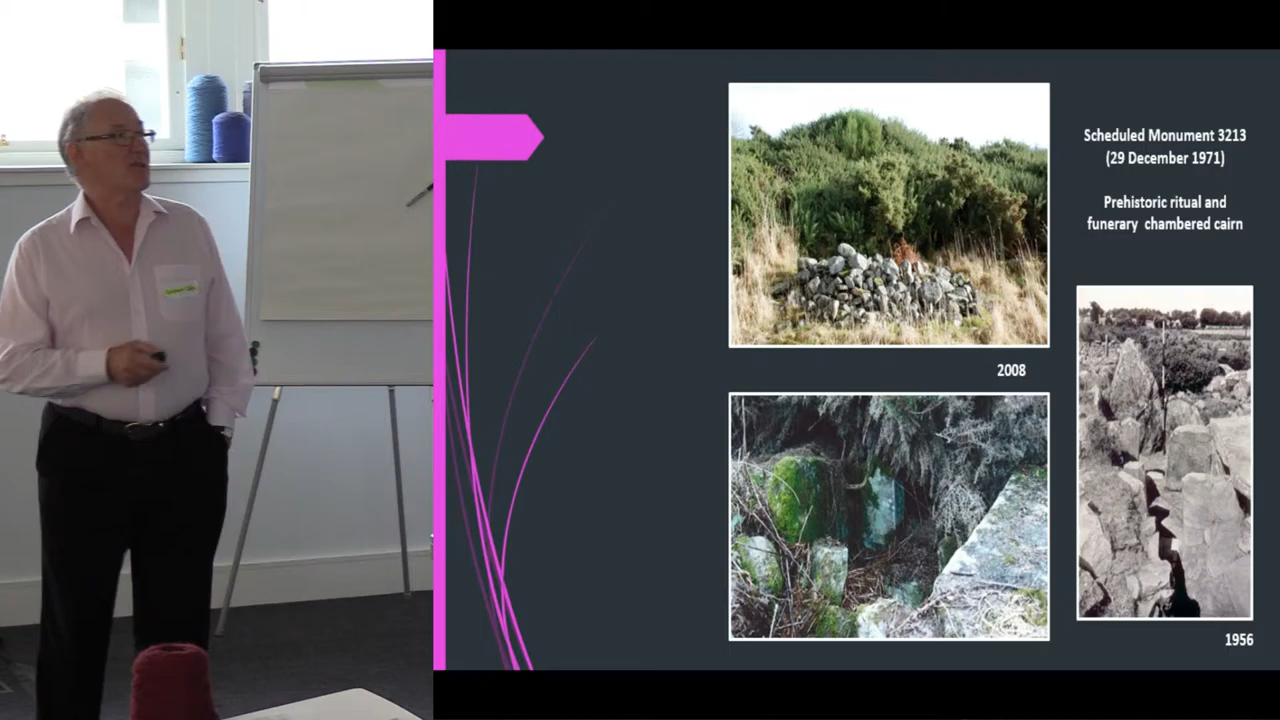 Scheduled Monument 3213
(29 December 1971)
Prehistoric ritual and
funerary chambered cairn
2008
1956